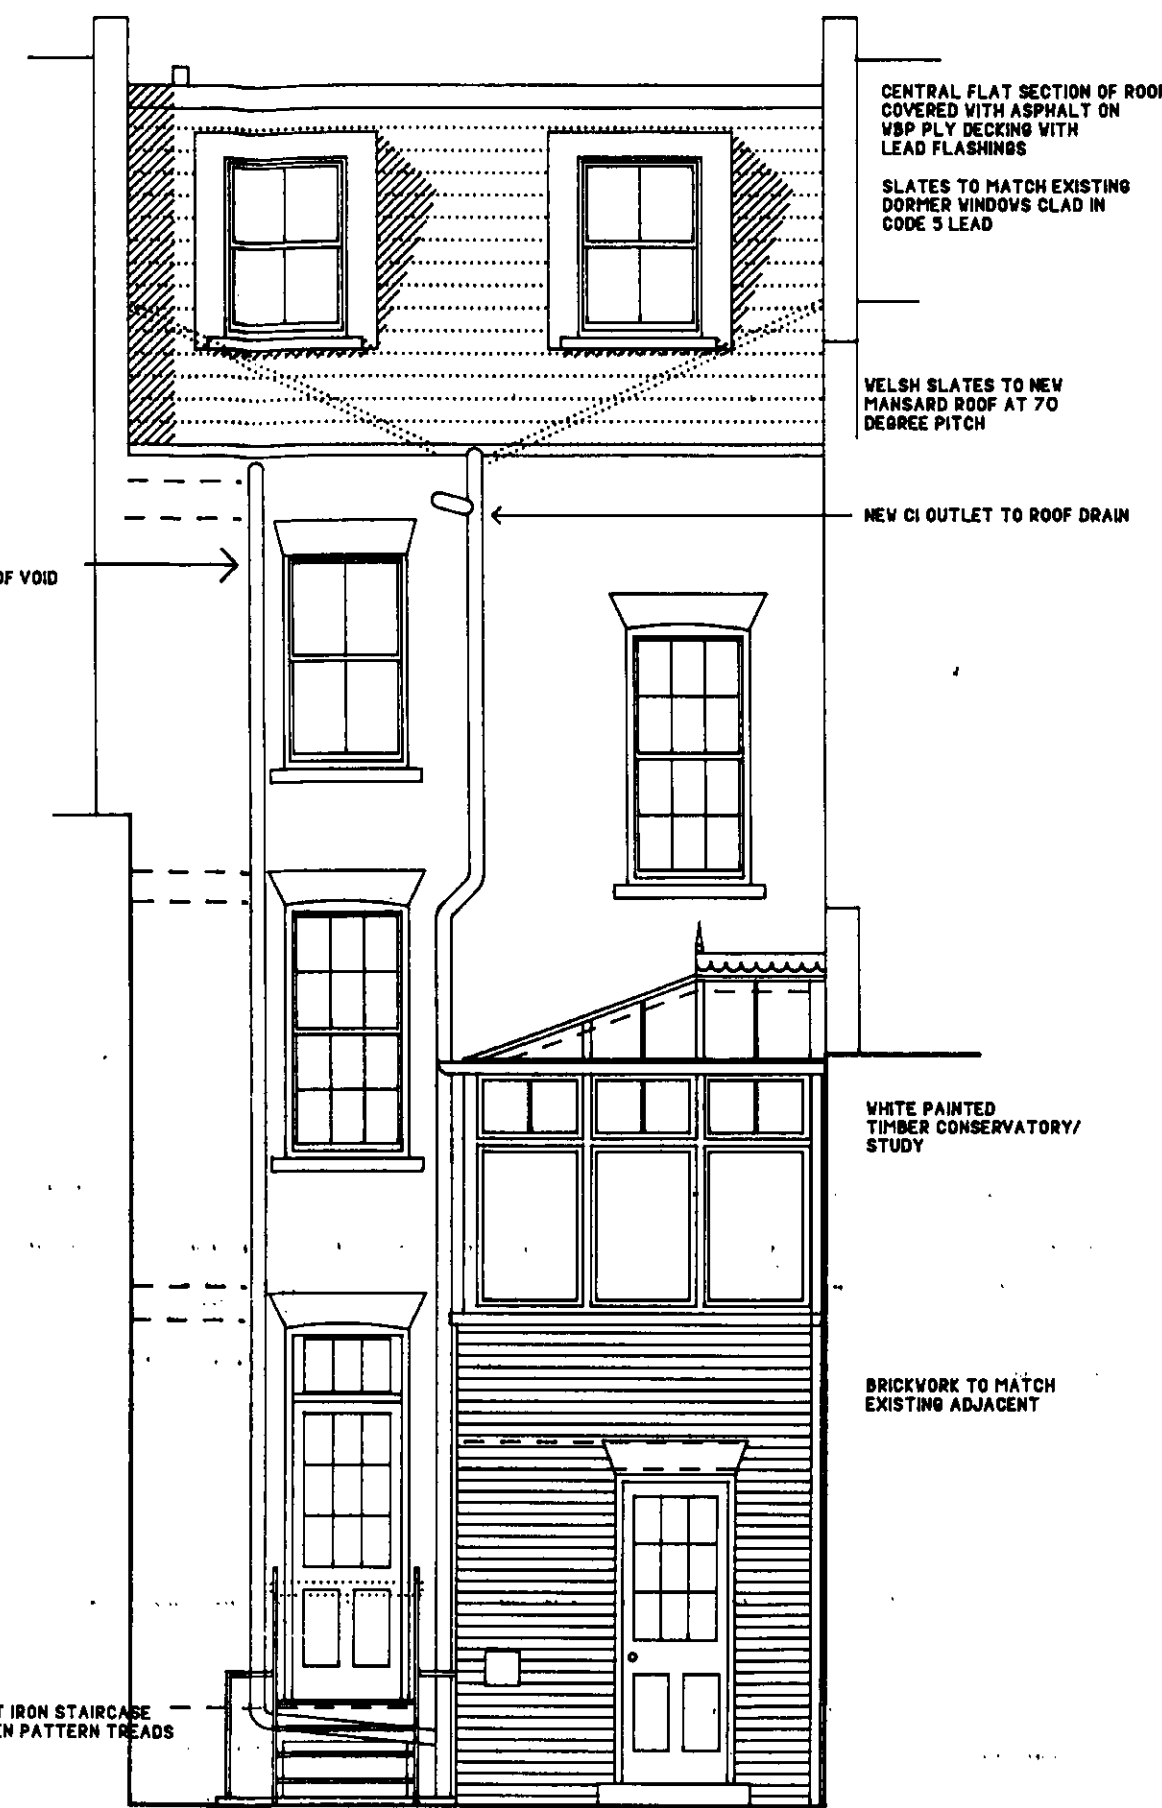 CENTRAL FLAT SECTION OF ROOF
COVERED WITH ASPHALT ON
WBP PLY DECKING WITH
LEAD FLASHINGS
SLATES TO MATCH EXISTING
DORMER WINDOWS CLAD IN
CODE 5 LEAD
WELSH SLATES TO NEW
MANSARD ROOF AT 70
DEGREE PITCH
NEW CI OUTLET TO ROOF DRAIN
OF VOID
WHITE PAINTED
TIMBER CONSERVATORY/
STUDY
BRICKWORK TO MATCH
EXISTING ADJACENT
IRON STAIRCASE
PATTERN TREADS